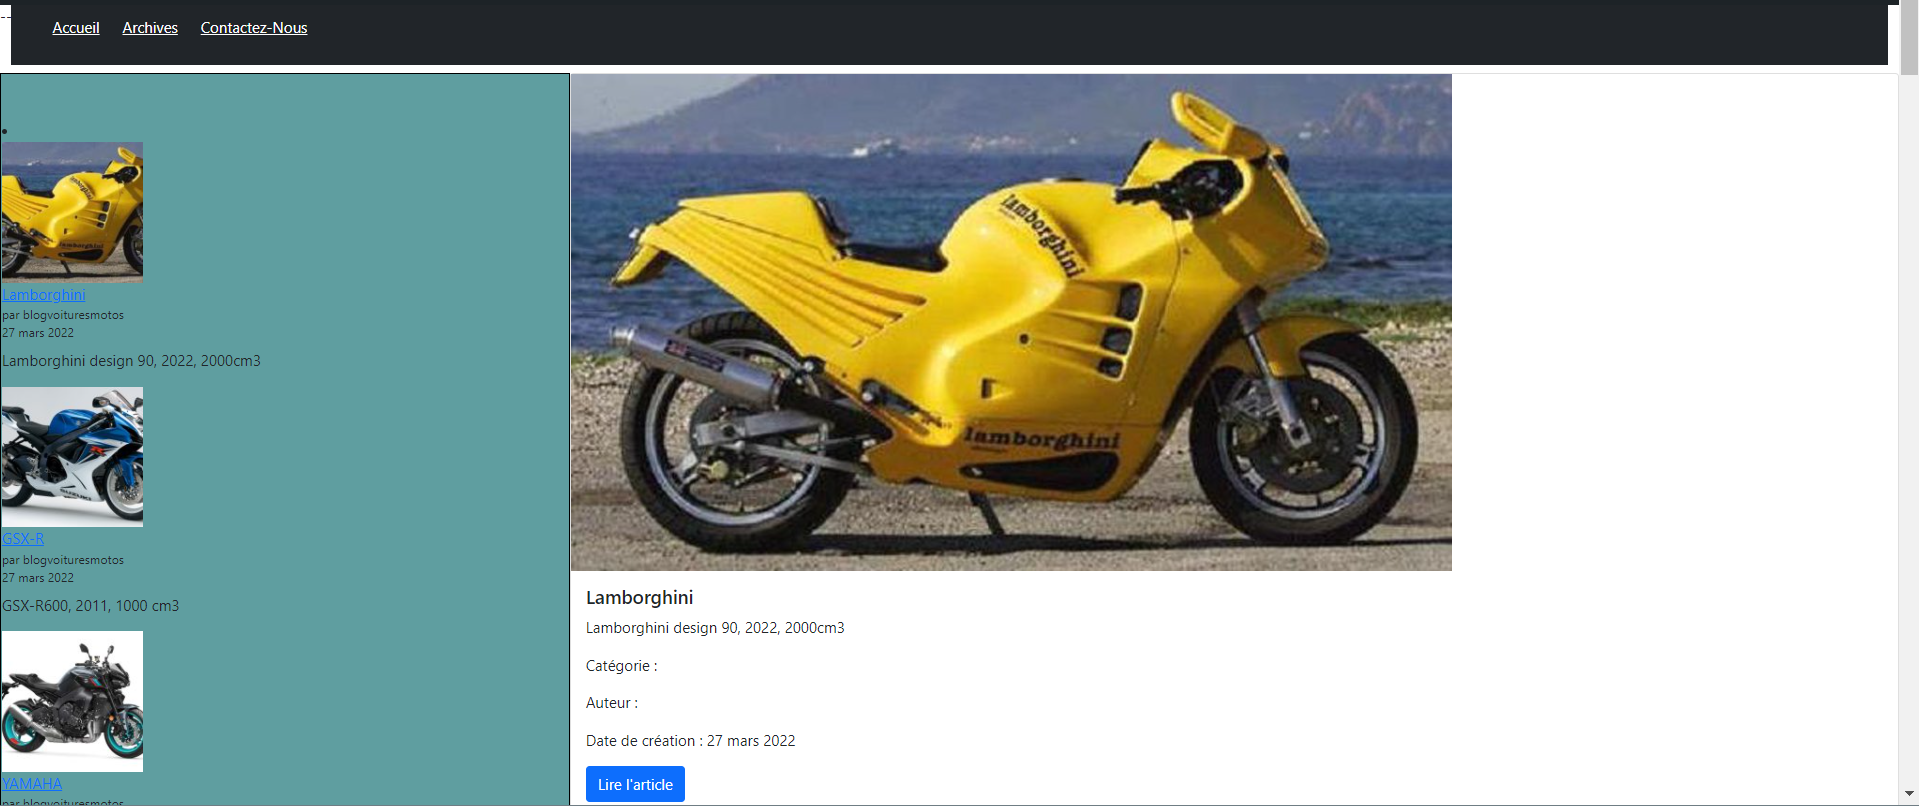 --
Accueil Archives Contactez-Nous
Lamborghini
par blogvoituresmotos
27 mars 2022
Lamborghini design 90, 2022, 2000cm3
GSX-R
par blogvoituresmotos
27 mars 2022
GSX-R600, 2011, 1000 cm3
YAMAHA
par blogvoituresmotos
lamborghini
lamborghini
Lamborghini
Lamborghini design 90, 2022, 2000cm3
Catégorie :
Auteur :
Date de création : 27 mars 2022
Lire l'article